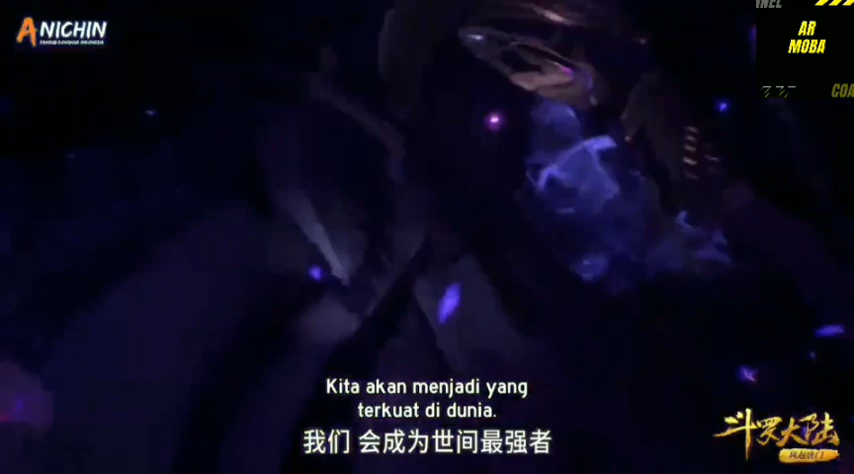 ANICHIN
AR
MOBA
COA
Kita akan menjadi yang
terkuat di dunia.
我们 会成为世间最强者
斗罗大陆